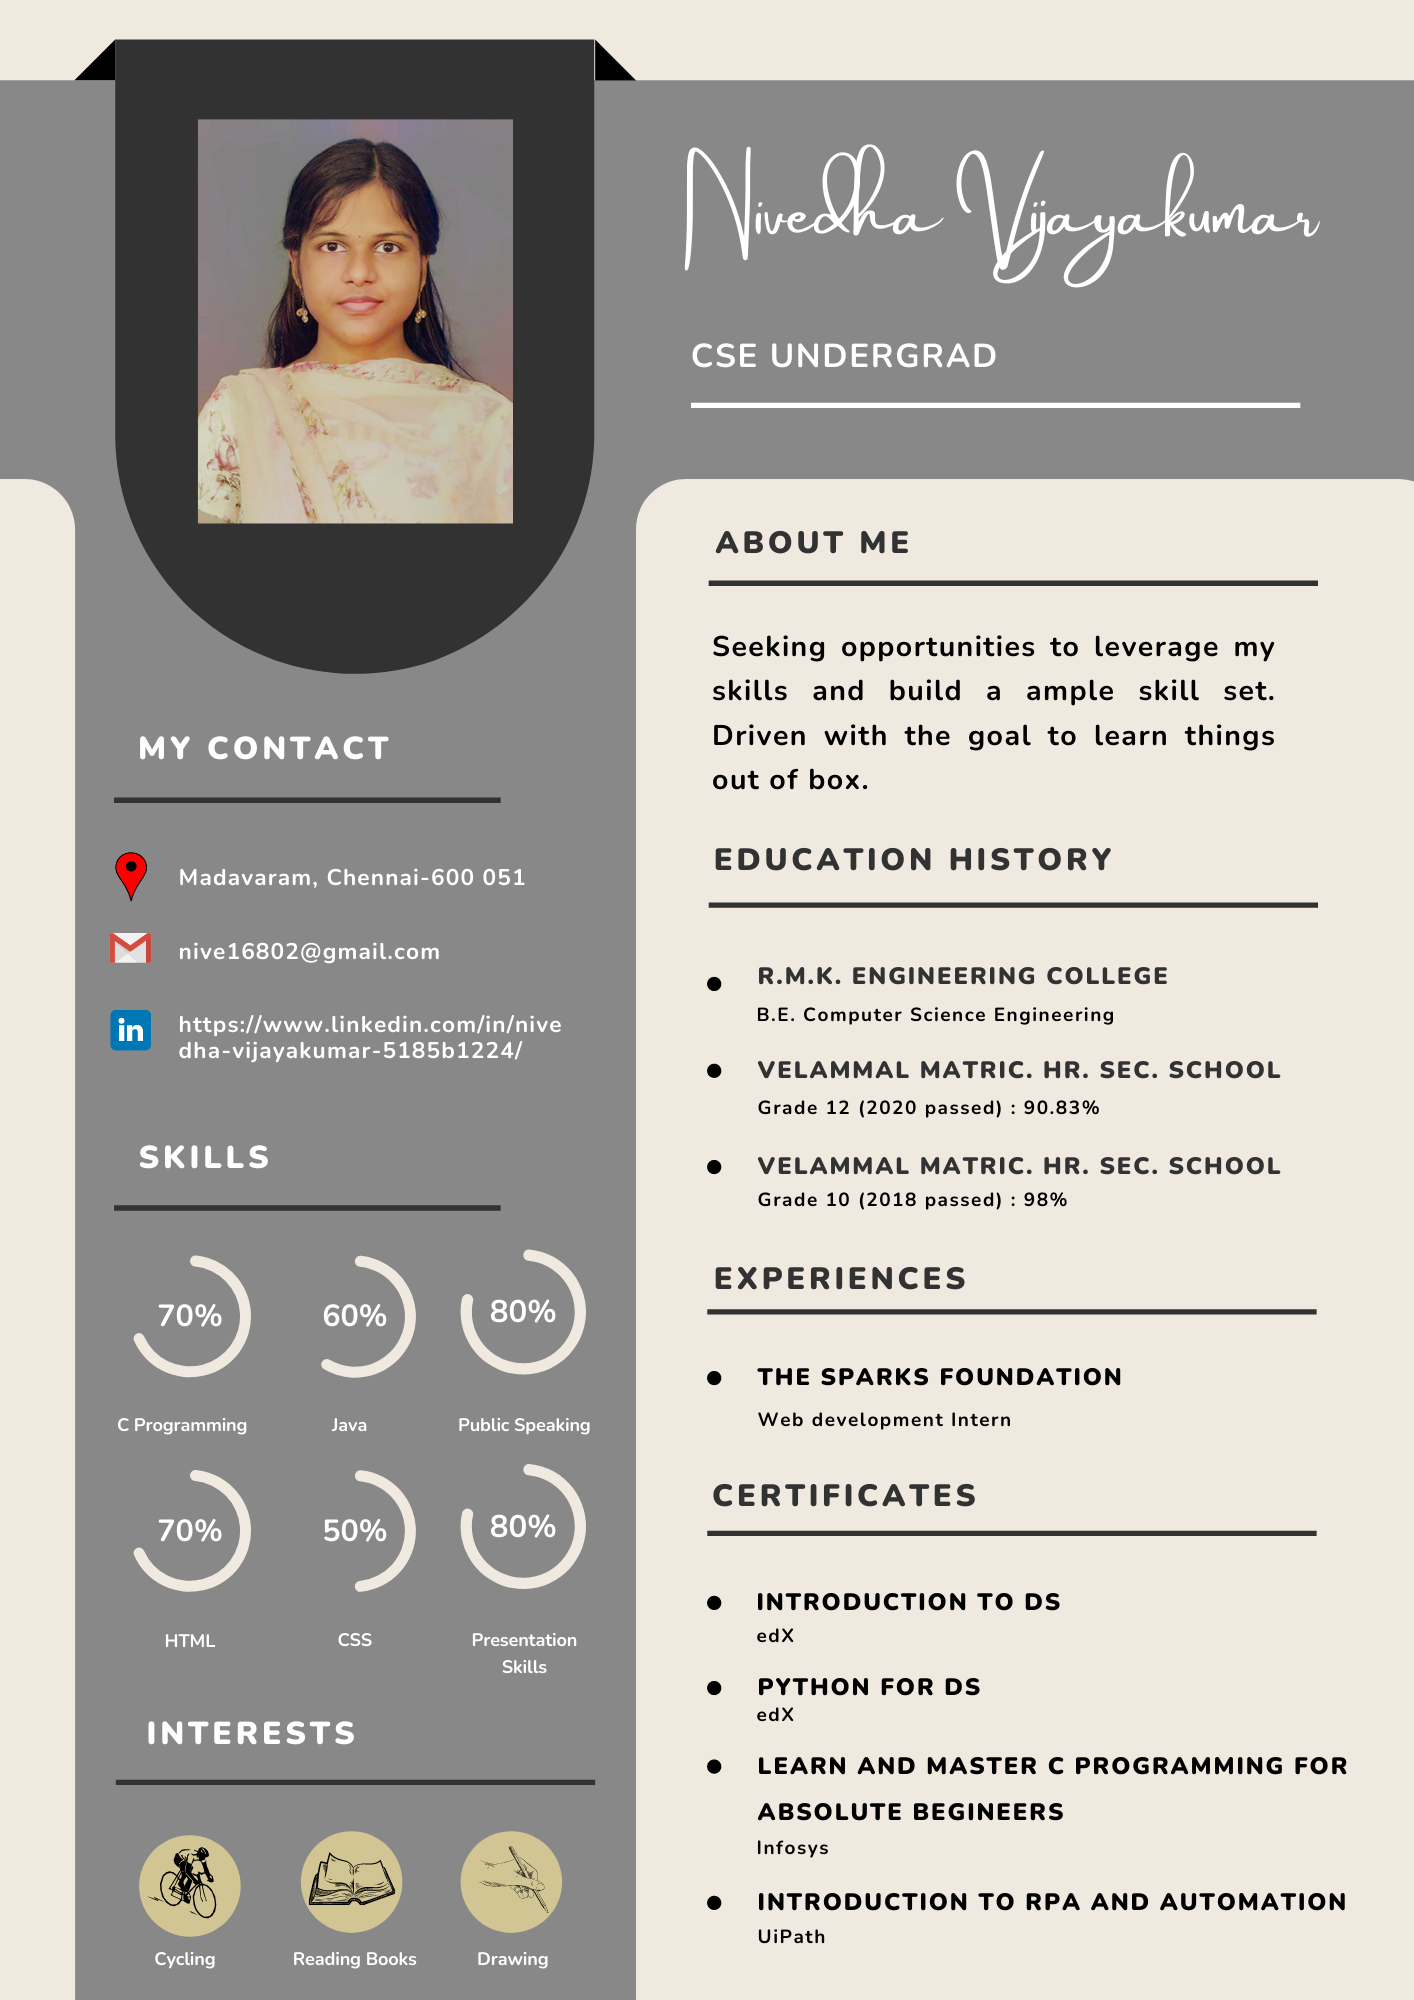 Nivedha Vijayakumar
CSE UNDERGRAD
MY CONTACT
Madavaram, Chennai-600 051
nive16802@gmail.com
in
https://www.linkedin.com/in/nive
dha-vijayakumar-5185b1224/
SKILLS
70% 60% 80%
C Programming Java Public Speaking
70% 50% 80%
HTML CSS Presentation
Skills
INTERESTS
Cycling Reading Books Drawing
ABOUT ME
Seeking opportunities to leverage my
skills and build a ample skill set.
Driven with the goal to learn things
out of box.
EDUCATION HISTORY
R.M.K. ENGINEERING COLLEGE
B.E. Computer Science Engineering
VELAMMAL MATRIC. HR. SEC. SCHOOL
Grade 12 (2020 passed) : 90.83%
VELAMMAL MATRIC. HR. SEC. SCHOOL
Grade 10 (2018 passed) : 98%
EXPERIENCES
THE SPARKS FOUNDATION
Web development Intern
CERTIFICATES
INTRODUCTION TO DS
edX
PYTHON FOR DS
edX
LEARN AND MASTER C PROGRAMMING FOR
ABSOLUTE BEGINEERS
Infosys
INTRODUCTION TO RPA AND AUTOMATION
UiPath